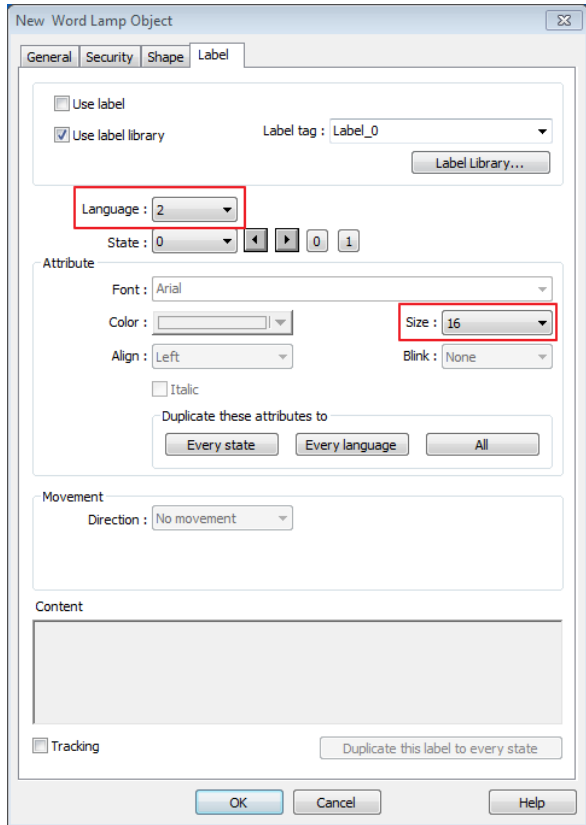 New Word Lamp Object
General Security Shape Label
Use label
Use label library
Label tag : Label_0
Label Library...
Language : 2
State : 0 0 1
Attribute
Font : Arial
Color : Size : 16
Align : Left Blink : None
Italic
Duplicate these attributes to
Every state Every language All
Movement
Direction : No movement
Content
Tracking Duplicate this label to every state
OK Cancel Help